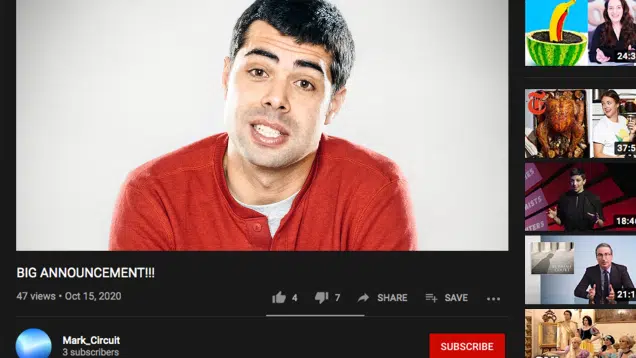 BIG ANNOUNCEMENT!!!
47 views • Oct 15, 2020
4
7
SHARE
SAVE
Mark_Circuit
3 subscribers
SUBSCRIBE
24:3
37:5
18:4
21:1